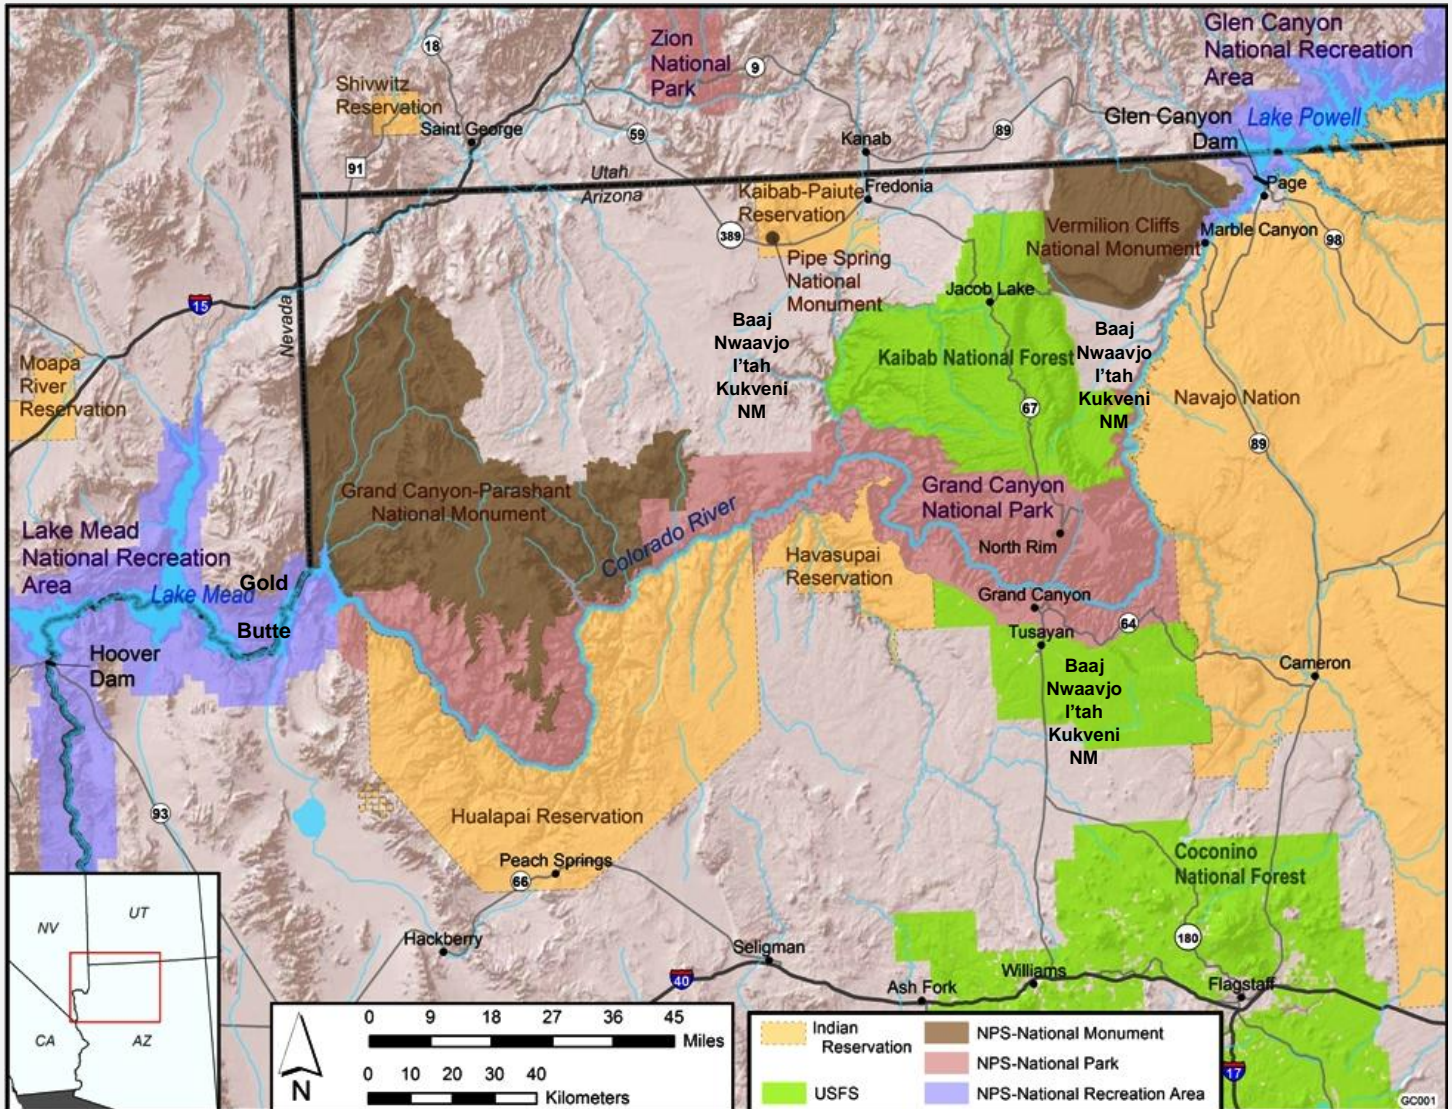 Glen Canyon
National Recreation
Area
Zion
National
Park
18
9
Shivwitz
Reservation
Saint George
59
89
Glen Canyon
Dam
Lake Powell
Kanab
91
Utah
Arizona
Kaibab-Paiute
Reservation
Fredonia
Page
389
Vermilion Cliffs
National Monument
Marble Canyon
98
Pipe Spring
National
Monument
Jacob Lake
15
Nevada
Baaj
Nwaavjo
I'tah
Kukveni
NM
Kaibab National Forest
Baaj
Nwaavjo
I'tah
Kukveni
NM
Moapa
River
Reservation
67
Navajo Nation
89
Grand Canyon-Parashant
National Monument
Grand Canyon
National Park
Colorado River
Lake Mead
National Recreation
Area
North Rim
Havasupai
Reservation
Gold
Butte
Lake Mead
Grand Canyon
64
Tusayan
Hoover
Dam
Cameron
Baaj
Nwaavjo
I'tah
Kukveni
NM
93
Hualapai Reservation
Peach Springs
66
Coconino
National Forest
Hackberry
Seligman
180
40
Ash Fork
Williams
Flagstaff
17
NV
UT
CA
AZ
N
0 9 18 27 36 45
Miles
0 10 20 30 40
Kilometers
Indian
Reservation
USFS
NPS-National Monument
NPS-National Park
NPS-National Recreation Area
GC001